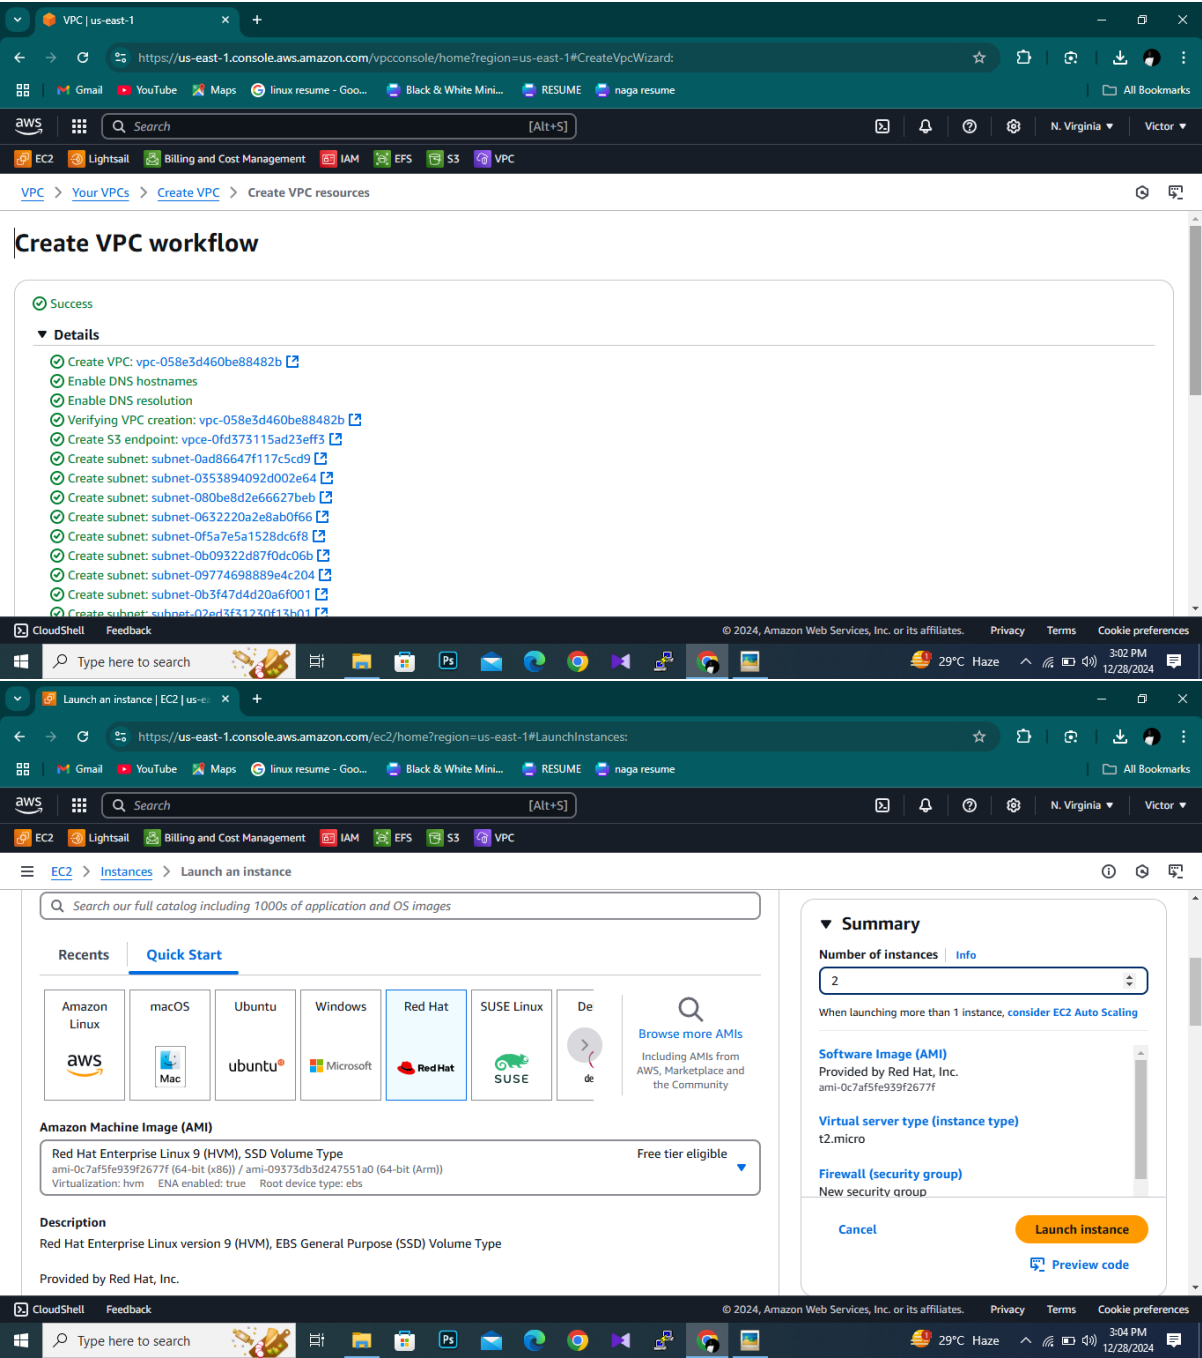 VPC | us-east-1
https://us-east-1.console.aws.amazon.com/vpcconsole/home?region=us-east-1#CreateVpcWizard:
Gmail YouTube Maps linux resume - Goo... Black & White Mini... RESUME naga resume All Bookmarks
aws Search [Alt+S] N. Virginia Victor
EC2 Lightsail Billing and Cost Management IAM EFS S3 VPC
VPC > Your VPCs > Create VPC > Create VPC resources
Create VPC workflow
Success
Details
Create VPC: vpc-058e3d460be88482b
Enable DNS hostnames
Enable DNS resolution
Verifying VPC creation: vpc-058e3d460be88482b
Create S3 endpoint: vpce-0fd373115ad23eff3
Create subnet: subnet-0ad86647f117c5cd9
Create subnet: subnet-0353894092d002e64
Create subnet: subnet-080be8d2e66627beb
Create subnet: subnet-0632220a2e8ab0f66
Create subnet: subnet-0f5a7e5a1528dc6f8
Create subnet: subnet-0b09322d87f0dc06b
Create subnet: subnet-09774698889e4c204
Create subnet: subnet-0b3f47d4d20a6f001
Create subnet: subnet-02ed3f31230f13b01
CloudShell Feedback © 2024, Amazon Web Services, Inc. or its affiliates. Privacy Terms Cookie preferences
Type here to search Ps 29°C Haze 3:02 PM
12/28/2024
Launch an instance | EC2 | us-ea
https://us-east-1.console.aws.amazon.com/ec2/home?region=us-east-1#LaunchInstances:
Gmail YouTube Maps linux resume - Goo... Black & White Mini... RESUME naga resume All Bookmarks
aws Search [Alt+S] N. Virginia Victor
EC2 Lightsail Billing and Cost Management IAM EFS S3 VPC
EC2 > Instances > Launch an instance
Search our full catalog including 1000s of application and OS images
Recents Quick Start
Amazon Linux
aws
macOS
Mac
Ubuntu
ubuntu
Windows
Microsoft
Red Hat
Red Hat
SUSE Linux
SUSE
De
de
Browse more AMIs
Including AMIs from
AWS, Marketplace and
the Community
Amazon Machine Image (AMI)
Red Hat Enterprise Linux 9 (HVM), SSD Volume Type Free tier eligible
ami-0c7af5fe939f2677f (64-bit (x86)) / ami-09373db3d247551a0 (64-bit (Arm))
Virtualization: hvm ENA enabled: true Root device type: ebs
Description
Red Hat Enterprise Linux version 9 (HVM), EBS General Purpose (SSD) Volume Type
Provided by Red Hat, Inc.
Summary
Number of instances Info
2
When launching more than 1 instance, consider EC2 Auto Scaling
Software Image (AMI)
Provided by Red Hat, Inc.
ami-0c7af5fe939f2677f
Virtual server type (instance type)
t2.micro
Firewall (security group)
New security group
Cancel Launch instance
Preview code
CloudShell Feedback © 2024, Amazon Web Services, Inc. or its affiliates. Privacy Terms Cookie preferences
Type here to search Ps 29°C Haze 3:04 PM
12/28/2024